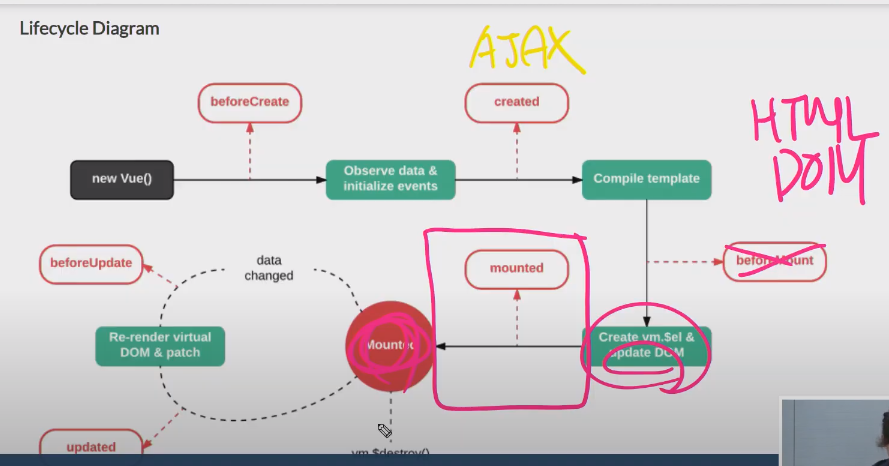 Lifecycle Diagram
AJAX
beforeCreate
created
HTML
DOM
new Vue()
Observe data &
initialize events
Compile template
beforeUpdate
data
changed
mounted
beforeMount
Re-render virtual
DOM & patch
Mounted
Create vm.$el &
update DOM
updated
vm.$destroy()